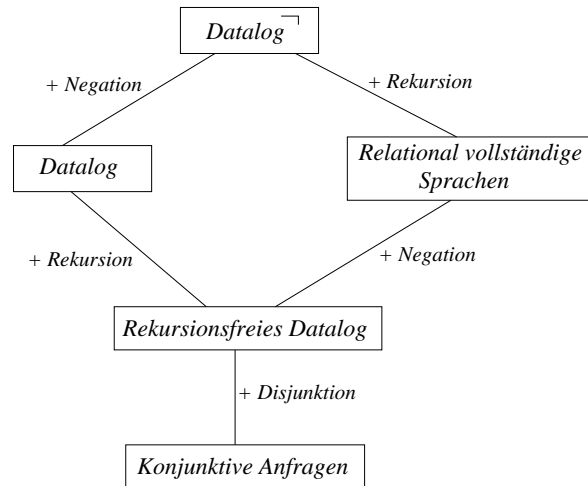 Datalog ¬
+ Negation
+ Rekursion
Datalog
Relational vollständige
Sprachen
+ Rekursion
+ Negation
Rekursionsfreies Datalog
+ Disjunktion
Konjunktive Anfragen